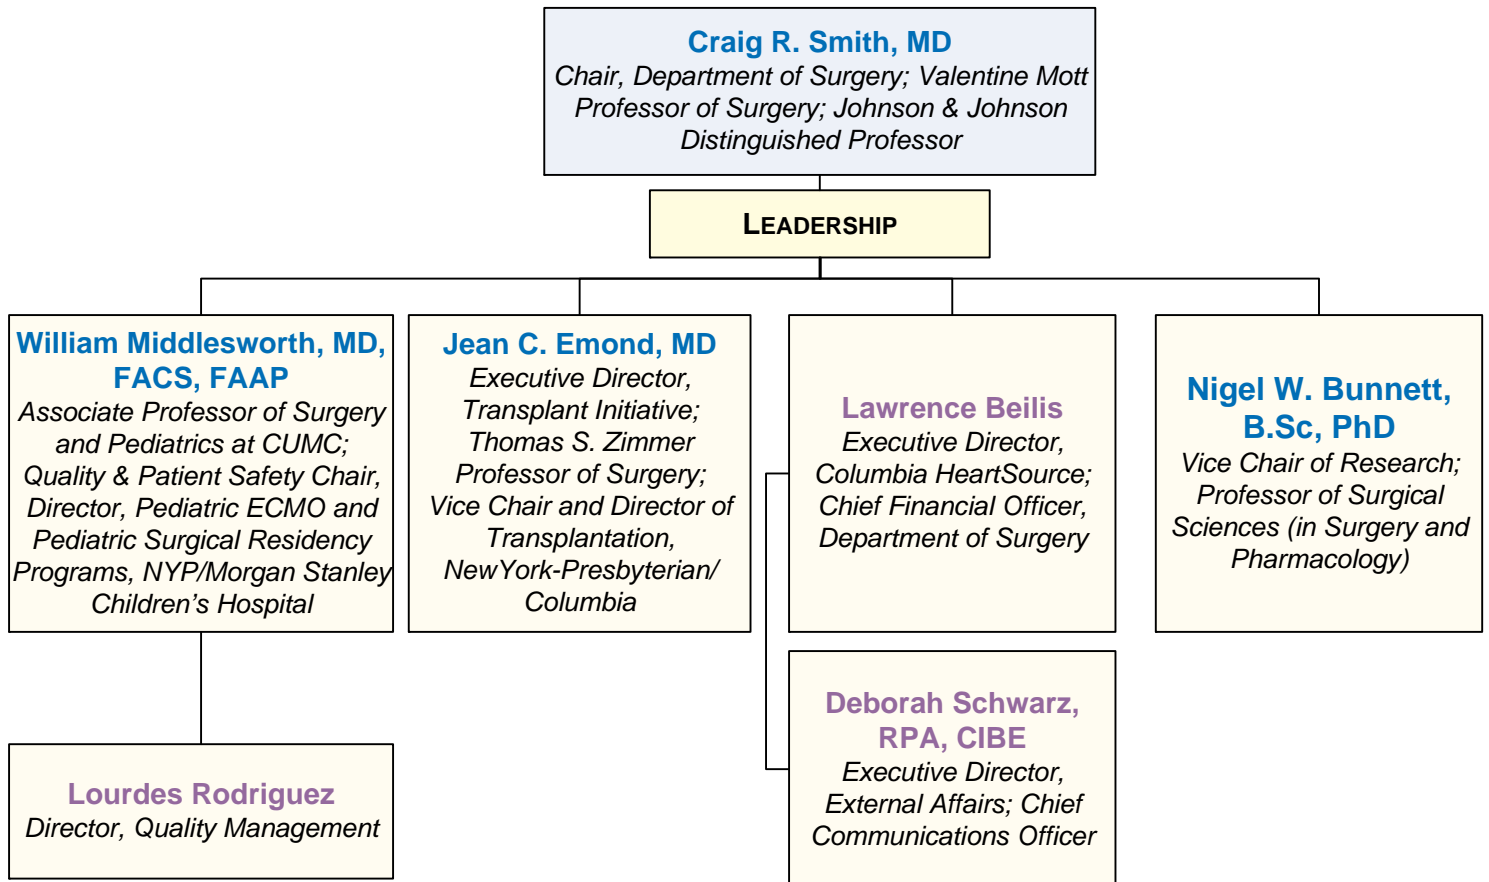 Craig R. Smith, MD
Chair, Department of Surgery; Valentine Mott
Professor of Surgery; Johnson & Johnson
Distinguished Professor
LEADERSHIP
William Middlesworth, MD,
FACS, FAAP
Associate Professor of Surgery
and Pediatrics at CUMC;
Quality & Patient Safety Chair,
Director, Pediatric ECMO and
Pediatric Surgical Residency
Programs, NYP/Morgan Stanley
Children’s Hospital
Jean C. Emond, MD
Executive Director,
Transplant Initiative;
Thomas S. Zimmer
Professor of Surgery;
Vice Chair and Director of
Transplantation,
NewYork-Presbyterian/
Columbia
Lawrence Beilis
Executive Director,
Columbia HeartSource;
Chief Financial Officer,
Department of Surgery
Nigel W. Bunnett,
B.Sc, PhD
Vice Chair of Research;
Professor of Surgical
Sciences (in Surgery and
Pharmacology)
Lourdes Rodriguez
Director, Quality Management
Deborah Schwarz,
RPA, CIBE
Executive Director,
External Affairs; Chief
Communications Officer